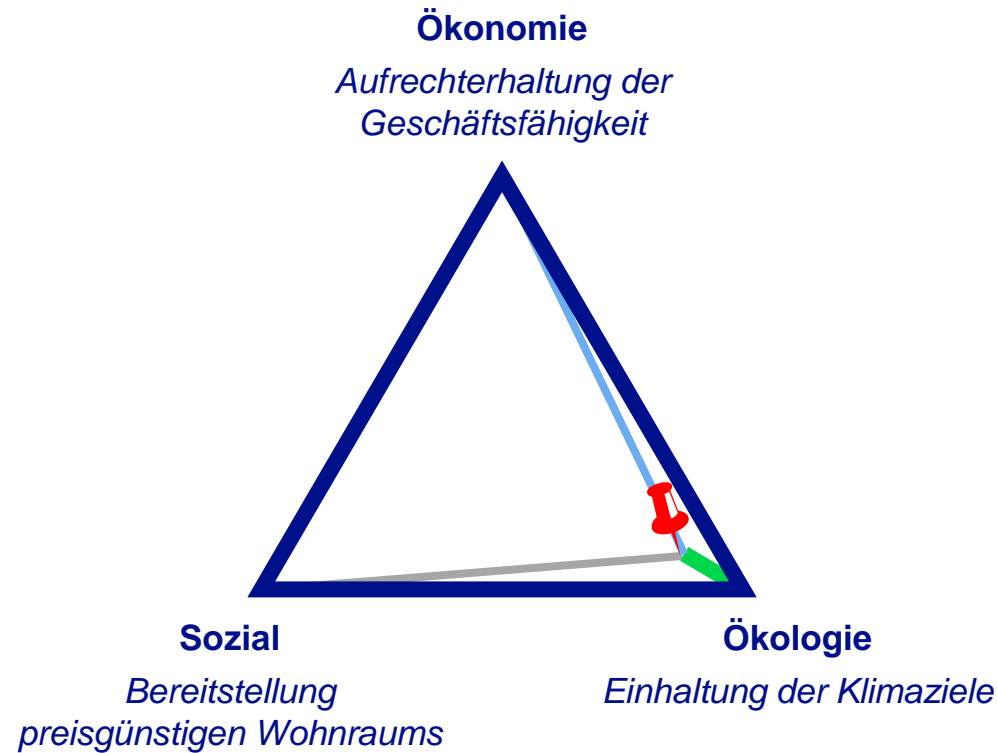 Ökonomie
Aufrechterhaltung der
Geschäftsfähigkeit
Sozial
Bereitstellung
preisgünstigen Wohnraums
Ökologie
Einhaltung der Klimaziele